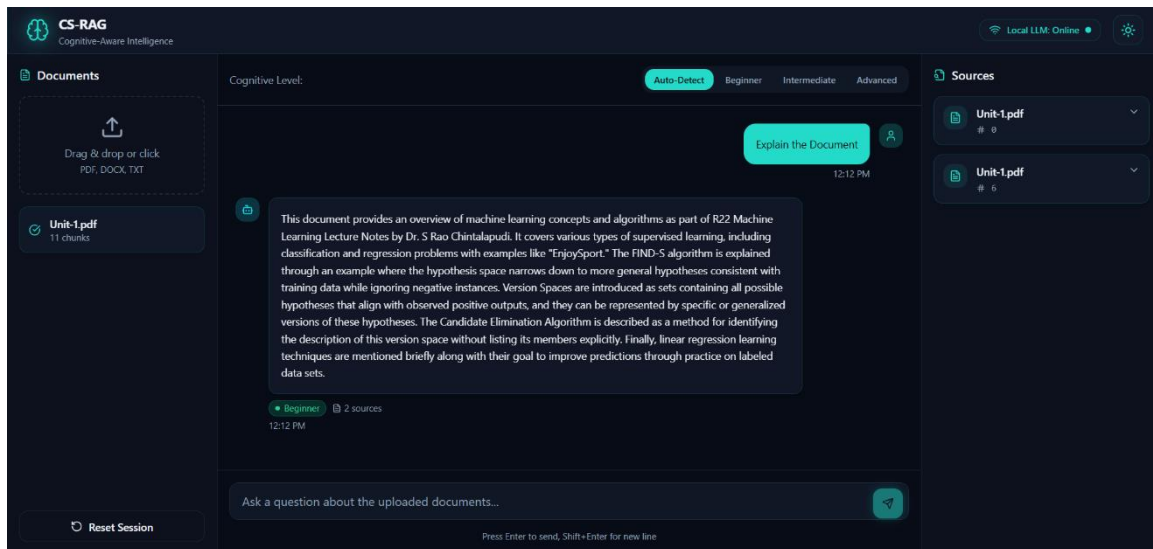 CS-RAG
Cognitive-Aware Intelligence
Local LLM: Online
Documents
Drag & drop or click
PDF, DOCX, TXT
Unit-1.pdf
11 chunks
Reset Session
Cognitive Level:
Auto-Detect
Beginner
Intermediate
Advanced
Explain the Document
12:12 PM
This document provides an overview of machine learning concepts and algorithms as part of R22 Machine
Learning Lecture Notes by Dr. S Rao Chintalapudi. It covers various types of supervised learning, including
classification and regression problems with examples like "EnjoySport." The FIND-S algorithm is explained
through an example where the hypothesis space narrows down to more general hypotheses consistent with
training data while ignoring negative instances. Version Spaces are introduced as sets containing all possible
hypotheses that align with observed positive outputs, and they can be represented by specific or generalized
versions of these hypotheses. The Candidate Elimination Algorithm is described as a method for identifying
the description of this version space without listing its members explicitly. Finally, linear regression learning
techniques are mentioned briefly along with their goal to improve predictions through practice on labeled
data sets.
Beginner
2 sources
12:12 PM
Ask a question about the uploaded documents...
Press Enter to send, Shift+Enter for new line
Sources
Unit-1.pdf
# 0
Unit-1.pdf
# 6